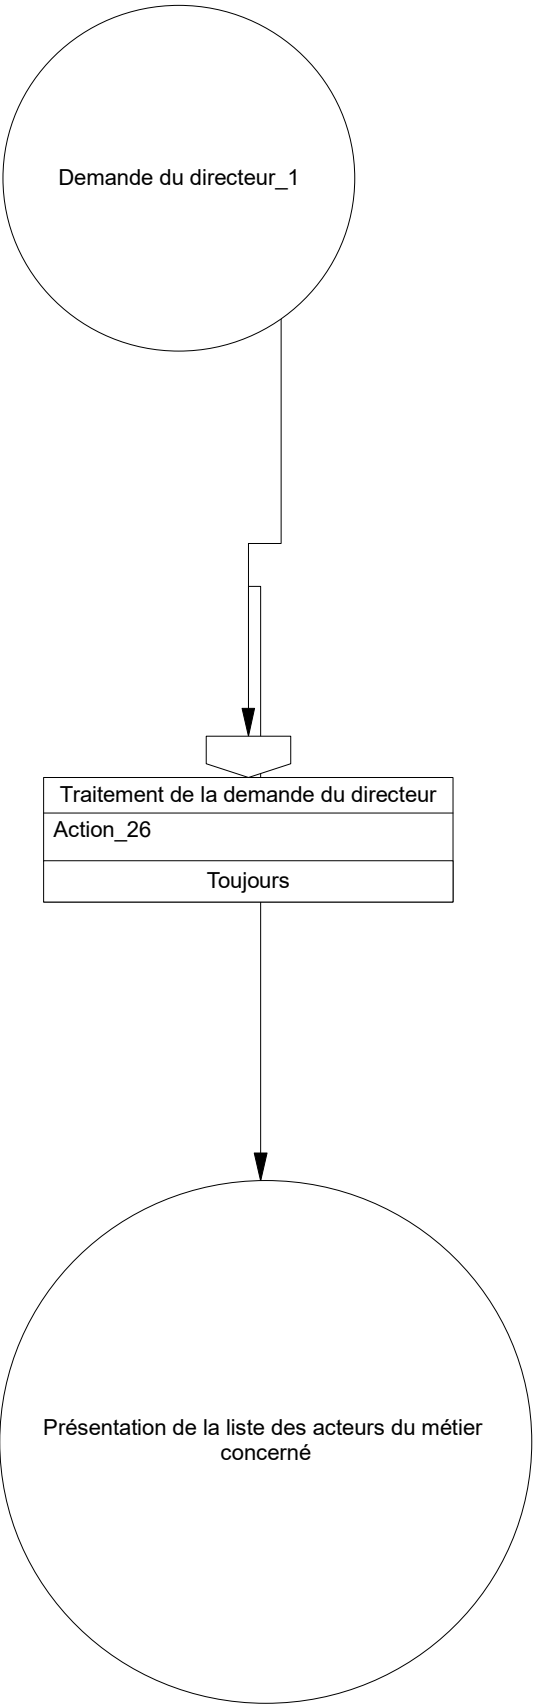 Demande du directeur_1
Traitement de la demande du directeur
Action_26
Toujours
Présentation de la liste des acteurs du métier
concerné